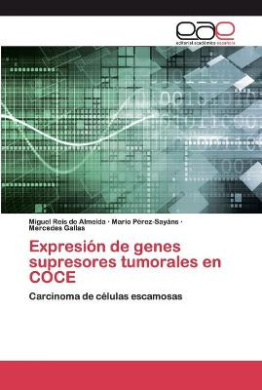 eae
editorial académica española
Miguel Reis de Almeida · Mario Pérez-Sayáns ·
Mercedes Gallas
Expresión de genes
supresores tumorales en
COCE
Carcinoma de células escamosas